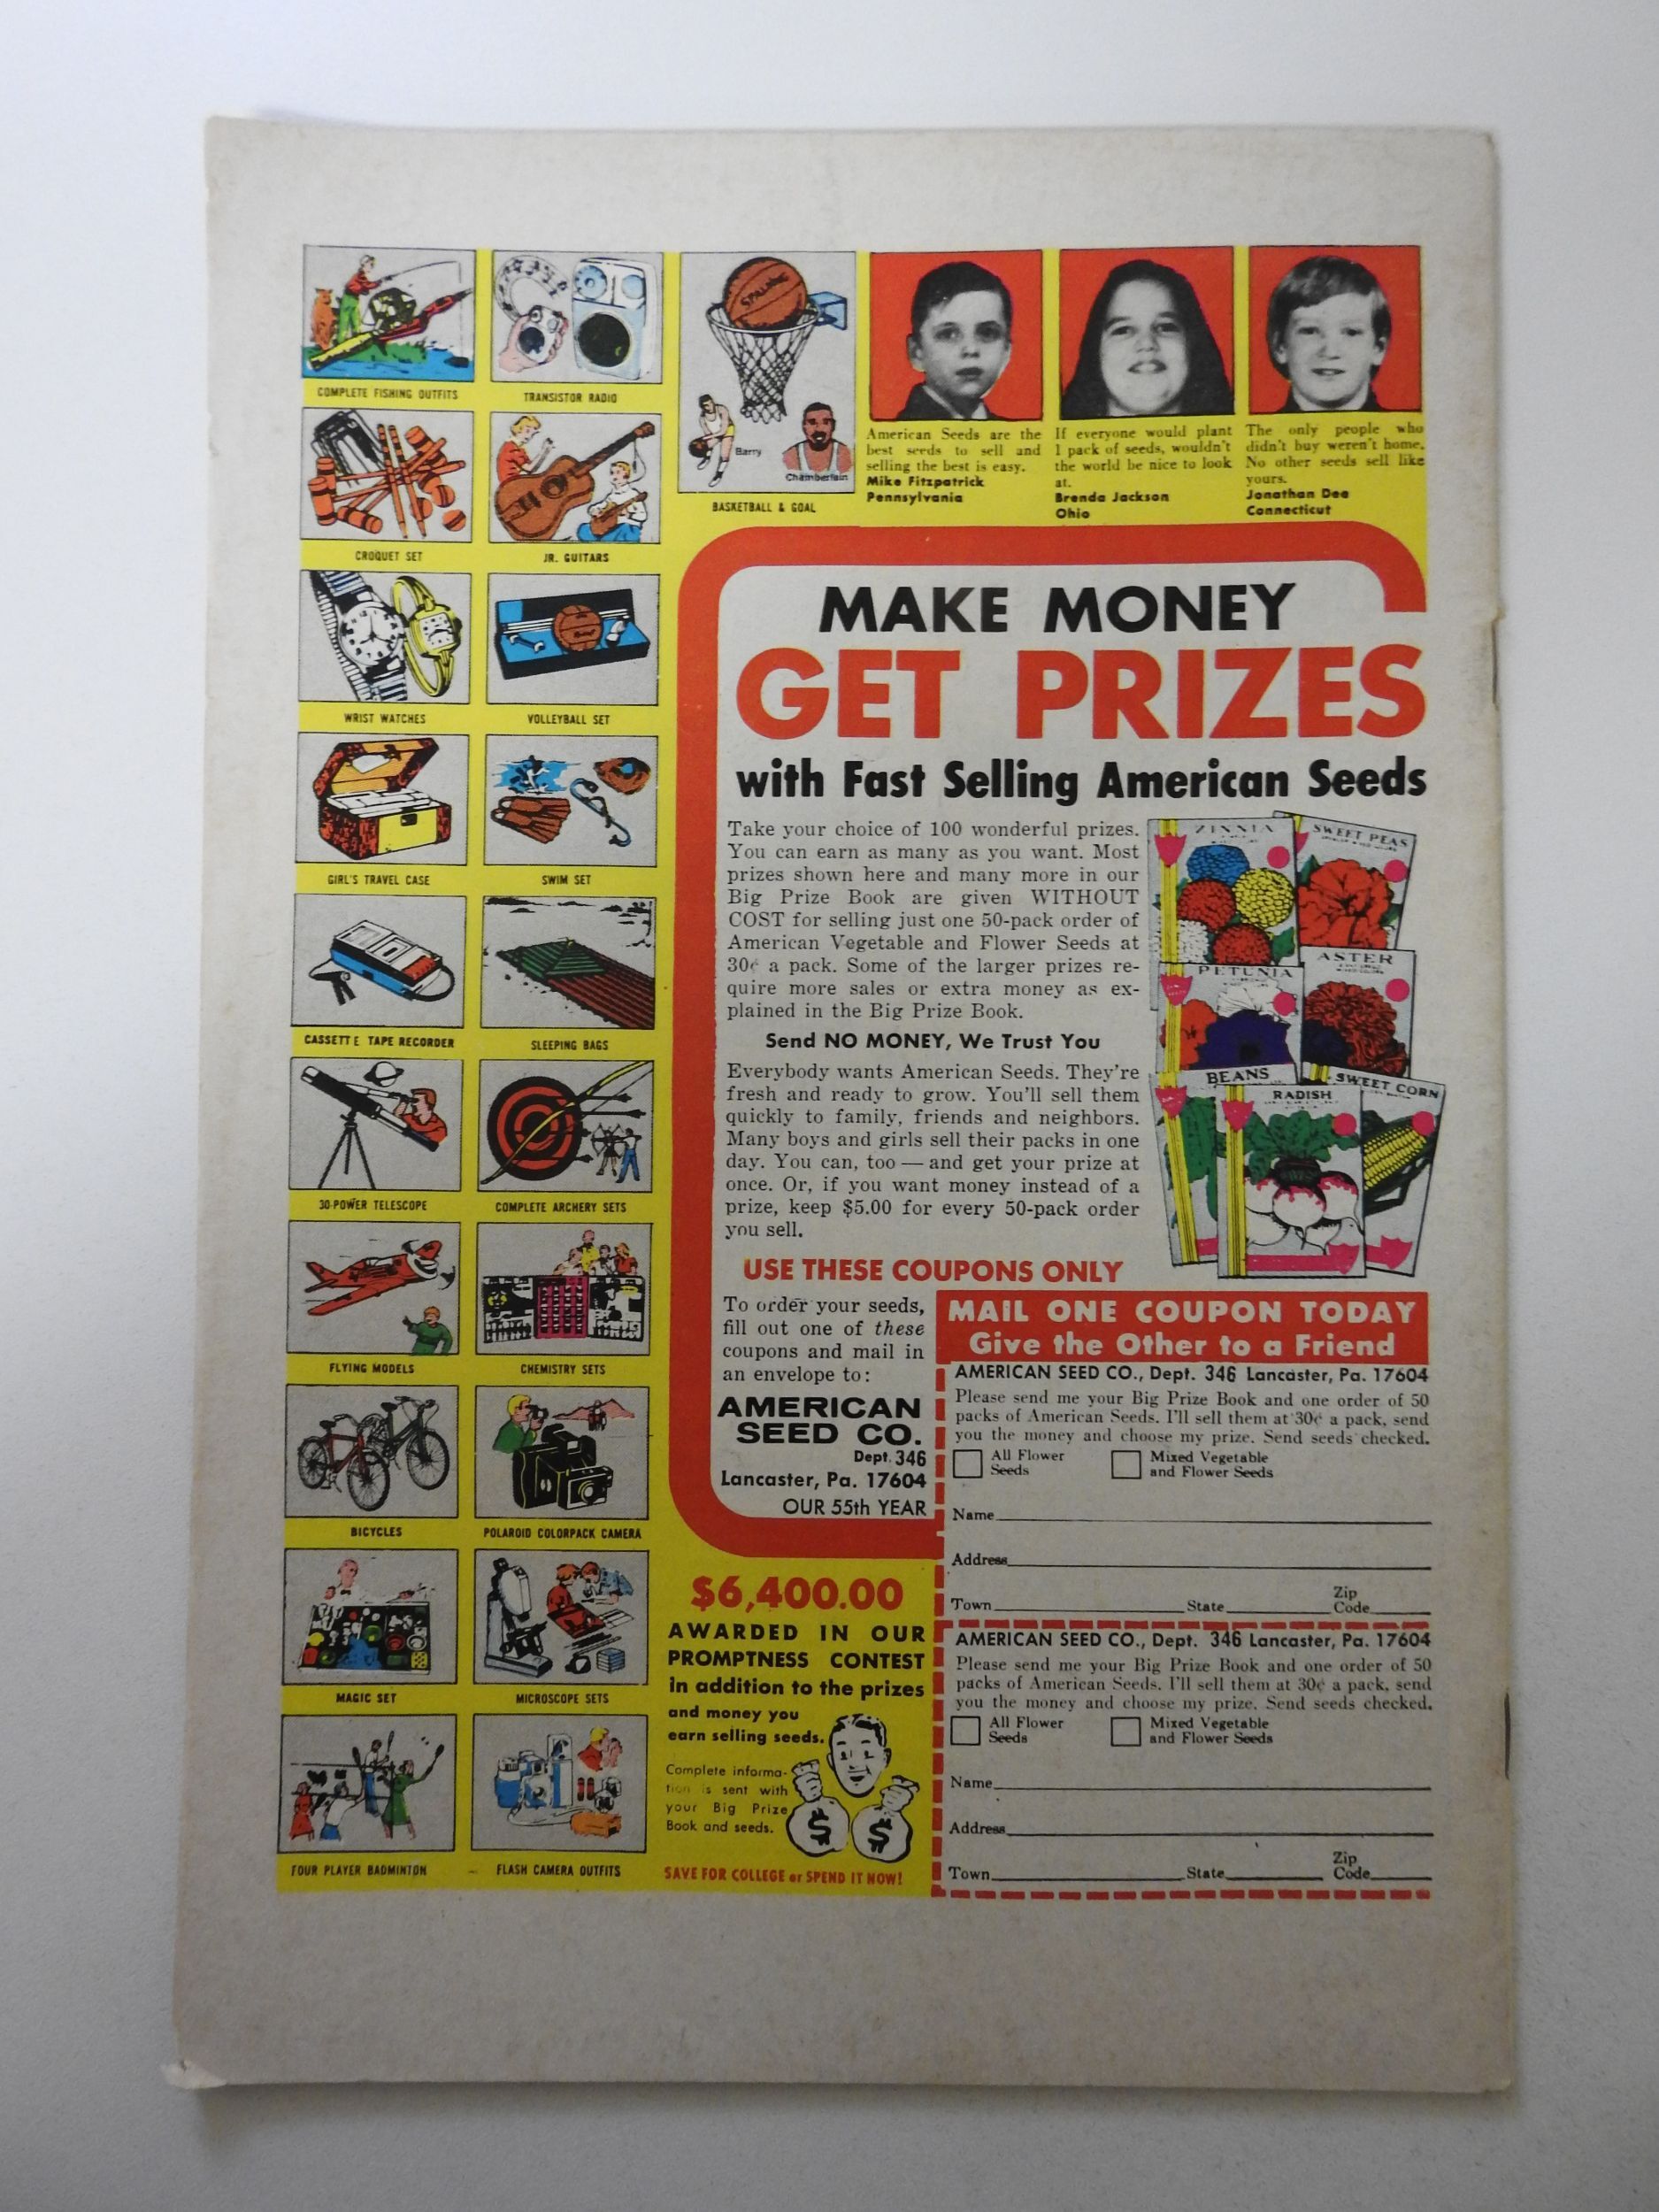 COMPLETE FISHING OUTFITS
TRANSISTOR RADIO
CROQUET SET
JR. GUITARS
WRIST WATCHES
VOLLEYBALL SET
GIRL'S TRAVEL CASE
SWIM SET
CASSETTE TAPE RECORDER
SLEEPING BAGS
30-POWER TELESCOPE
COMPLETE ARCHERY SETS
FLYING MODELS
CHEMISTRY SETS
BICYCLES
POLAROID COLORPACK CAMERA
MAGIC SET
MICROSCOPE SETS
FOUR PLAYER BADMINTON
FLASH CAMERA OUTFITS
SPALDING
Barry
Chamberlain
BASKETBALL & GOAL
American Seeds are the
best seeds to sell and
selling the best is easy.
Mike Fitzpatrick
Pennsylvania
If everyone would plant
1 pack of seeds, wouldn't
the world be nice to look
at.
Brenda Jackson
Ohio
The only people who
didn't buy weren't home.
No other seeds sell like
yours.
Jonathan Dee
Connecticut
MAKE MONEY
GET PRIZES
with Fast Selling American Seeds
Take your choice of 100 wonderful prizes.
You can earn as many as you want. Most
prizes shown here and many more in our
Big Prize Book are given WITHOUT
COST for selling just one 50-pack order of
American Vegetable and Flower Seeds at
30¢ a pack. Some of the larger prizes re-
quire more sales or extra money as ex-
plained in the Big Prize Book.
Send NO MONEY, We Trust You
Everybody wants American Seeds. They're
fresh and ready to grow. You'll sell them
quickly to family, friends and neighbors.
Many boys and girls sell their packs in one
day. You can, too — and get your prize at
once. Or, if you want money instead of a
prize, keep $5.00 for every 50-pack order
you sell.
ZINNIA
SWEET PEAS
PETUNIA
ASTER
BEANS
RADISH
SWEET CORN
USE THESE COUPONS ONLY
To order your seeds,
fill out one of these
coupons and mail in
an envelope to:
AMERICAN
SEED CO.
Dept. 346
Lancaster, Pa. 17604
OUR 55th YEAR
MAIL ONE COUPON TODAY
Give the Other to a Friend
AMERICAN SEED CO., Dept. 346 Lancaster, Pa. 17604
Please send me your Big Prize Book and one order of 50
packs of American Seeds. I'll sell them at 30¢ a pack, send
you the money and choose my prize. Send seeds checked.
All Flower Seeds
Mixed Vegetable and Flower Seeds
Name
Address
Town State Zip Code
AMERICAN SEED CO., Dept. 346 Lancaster, Pa. 17604
Please send me your Big Prize Book and one order of 50
packs of American Seeds. I'll sell them at 30¢ a pack, send
you the money and choose my prize. Send seeds checked.
All Flower Seeds
Mixed Vegetable and Flower Seeds
Name
Address
Town State Zip Code
$6,400.00
AWARDED IN OUR
PROMPTNESS CONTEST
in addition to the prizes
and money you
earn selling seeds.
Complete informa-
tion is sent with
your Big Prize
Book and seeds.
$ $
SAVE FOR COLLEGE or SPEND IT NOW!